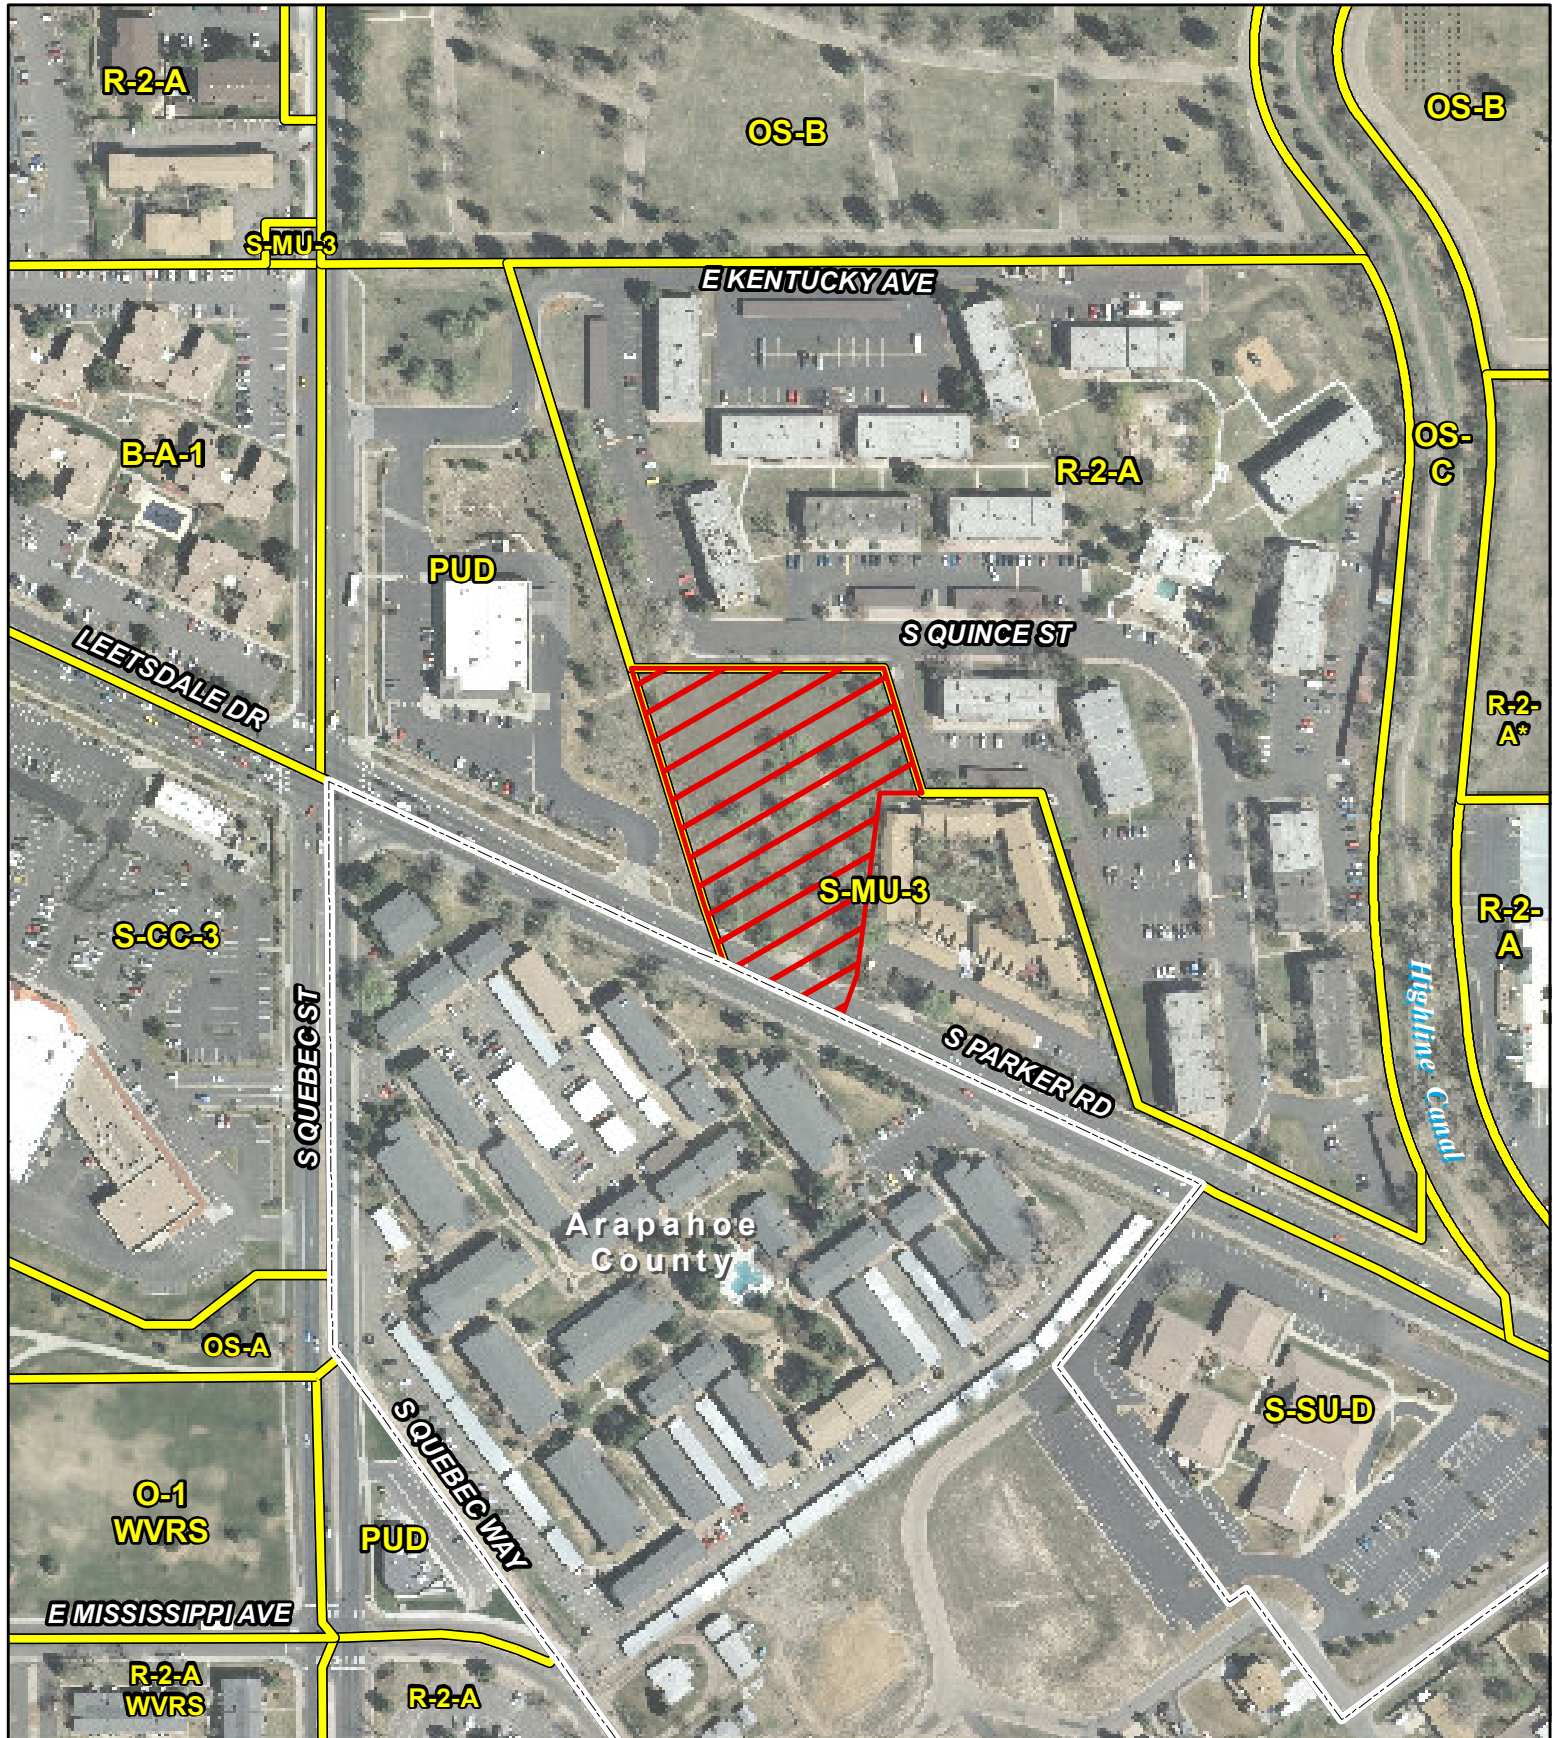 R-2-A
OS-B
OS-B
S-MU-3
E KENTUCKY AVE
B-A-1
OS-
C
R-2-A
PUD
S QUINCE ST
LEETSDALE DR
R-2-
A*
S-MU-3
S-CC-3
R-2-
A
Highline Canal
S QUEBEC ST
S PARKER RD
Arapahoe
County
OS-A
S-SU-D
S QUEBEC WAY
O-1
WVRS
PUD
E MISSISSIPPI AVE
R-2-A
WVRS
R-2-A